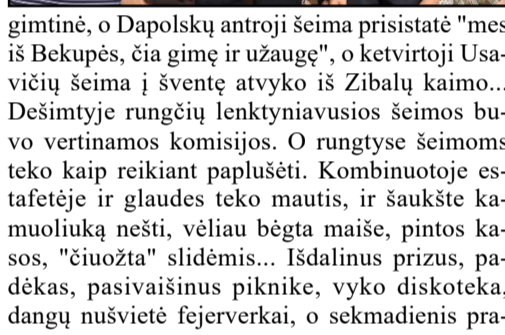 gimtinė, o Dapolskų antroji šeima prisistatė "mes
iš Bekupės, čia gimę ir užaugę", o ketvirtoji Usa-
vičių šeima į šventę atvyko iš Zibalų kaimo...
Dešimtyje rungčių lenktyniavusios šeimos bu-
vo vertinamos komisijos. O rungtyse šeimoms
teko kaip reikiant paplušėti. Kombinuotoje es-
tafetėje ir glaudes teko mautis, ir šaukšte ka-
muoliuką nešti, vėliau bėgta maiše, pintos ka-
sos, "čiuožta" slidėmis... Išdalinus prizus, pa-
dėkas, pasivaišinus piknike, vyko diskoteka,
dangų nušvietė fejerverkai, o sekmadienis pra-